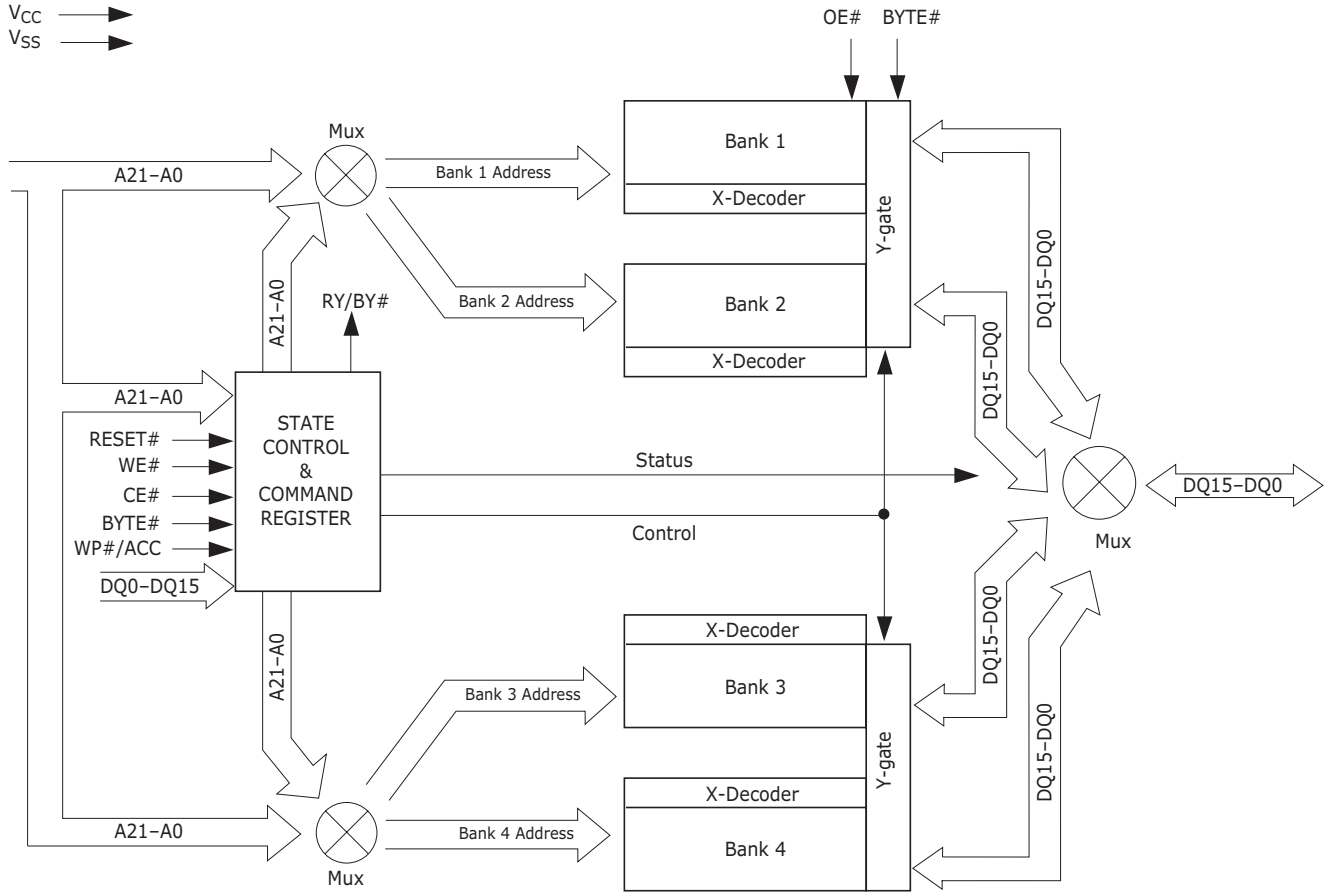 VCC
VSS
OE# BYTE#
Mux
A21–A0
Bank 1 Address
Bank 1
X-Decoder
Y-gate
DQ15–DQ0
A21–A0
RY/BY#
Bank 2 Address
Bank 2
X-Decoder
DQ15–DQ0
A21–A0
RESET#
WE#
CE#
BYTE#
WP#/ACC
DQ0–DQ15
STATE
CONTROL
&
COMMAND
REGISTER
Status
Control
DQ15–DQ0
Mux
A21–A0
Bank 3 Address
X-Decoder
Bank 3
Y-gate
DQ15–DQ0
DQ15–DQ0
A21–A0
Mux
Bank 4 Address
X-Decoder
Bank 4